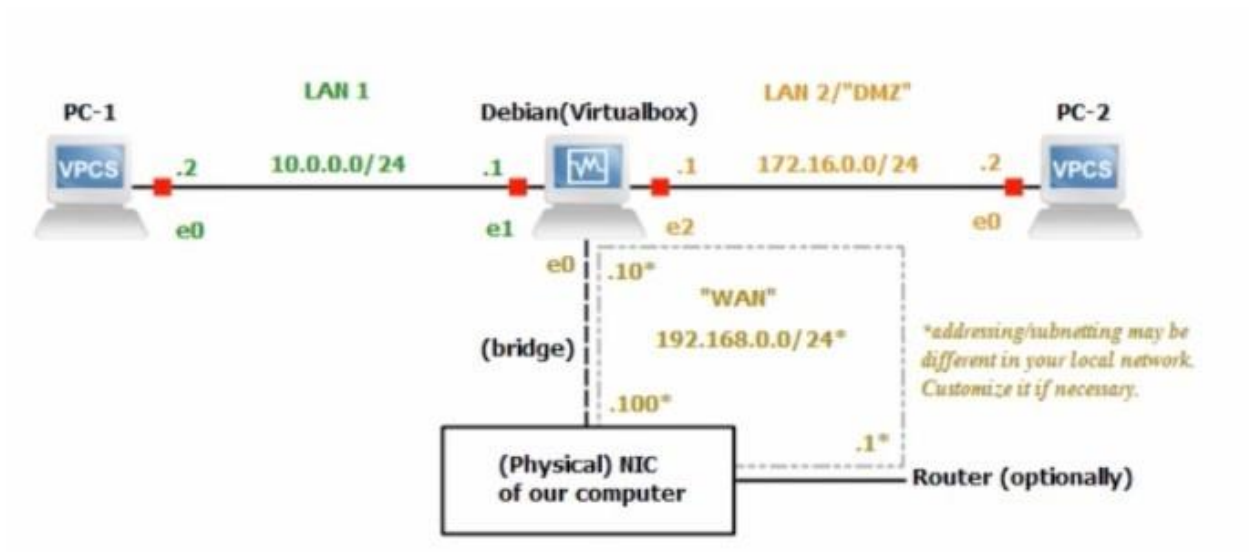 LAN 1
LAN 2/"DMZ"
PC-1
Debian(Virtualbox)
PC-2
VPCS
.2
10.0.0.0/24
.1
.1
172.16.0.0/24
.2
VPCS
e0
e1
e2
e0
e0
.10*
"WAN"
192.168.0.0/24*
*addressing/subnetting may be
different in your local network.
Customize it if necessary.
(bridge)
.100*
.1*
(Physical) NIC
of our computer
Router (optionally)